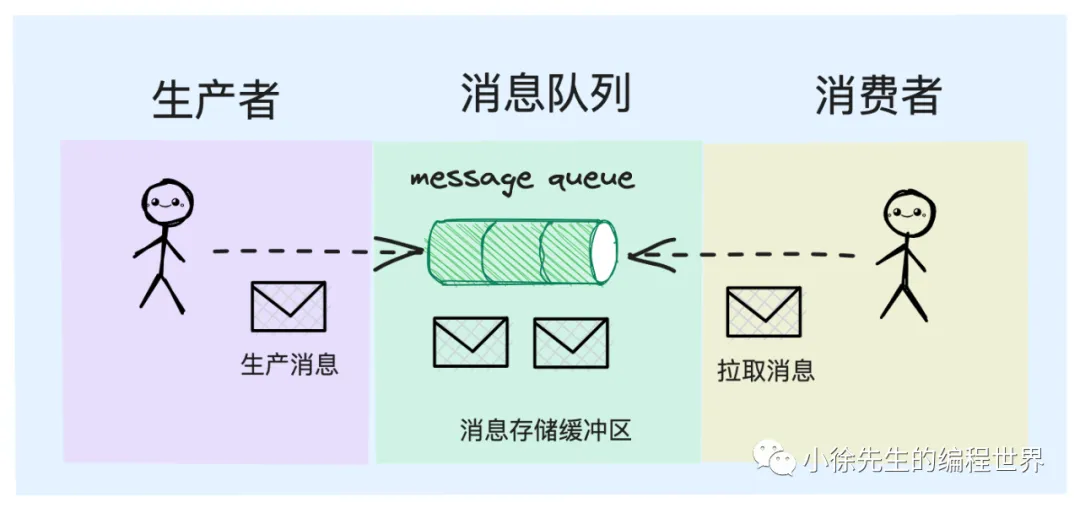 生产者
消息队列
消费者
message queue
生产消息
拉取消息
消息存储缓冲区
小徐先生的编程世界